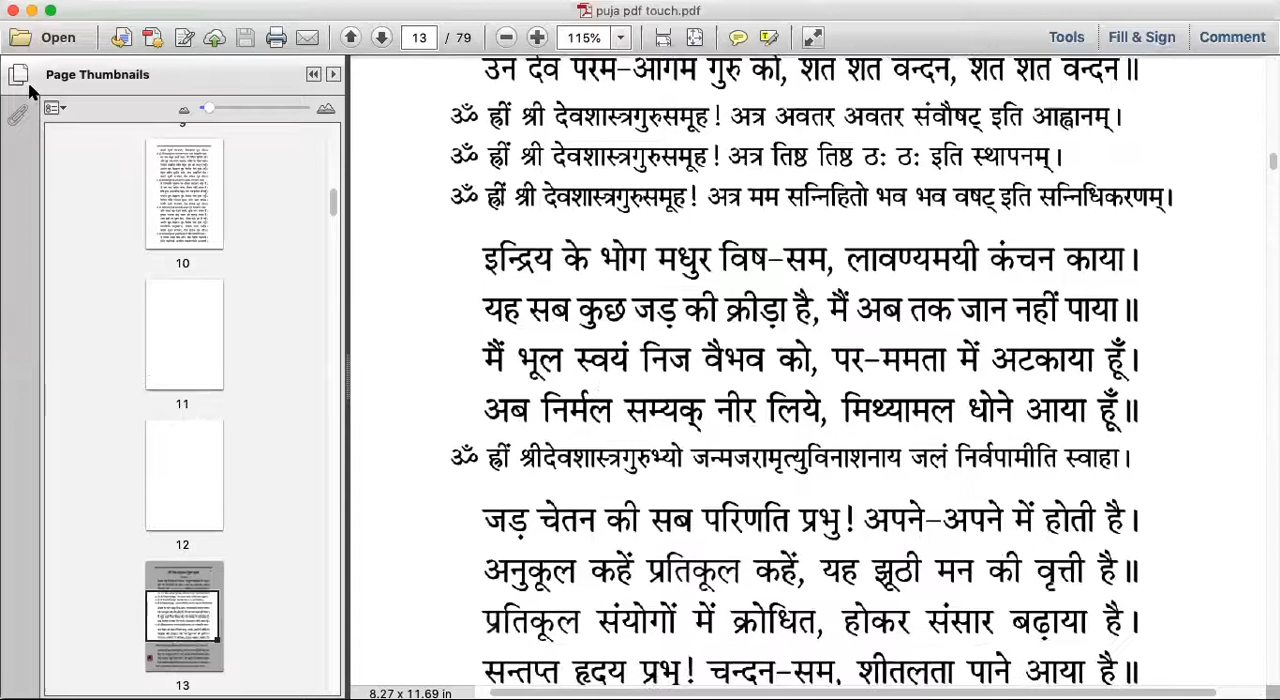 puja pdf touch.pdf
Open
13 / 79
115%
Tools
Fill & Sign
Comment
Page Thumbnails
10
11
12
13
उन देव परम-आगम गुरु को, शत शत वन्दन, शत शत वन्दन॥
ॐ ह्रीं श्री देवशास्त्रगुरुसमूह! अत्र अवतर अवतर संवौषट् इति आह्वानम्।
ॐ ह्रीं श्री देवशास्त्रगुरुसमूह! अत्र तिष्ठ तिष्ठ ठः ठः इति स्थापनम्।
ॐ ह्रीं श्री देवशास्त्रगुरुसमूह! अत्र मम सन्निहितो भव भव वषट् इति सन्निधिकरणम्।
इन्द्रिय के भोग मधुर विष-सम, लावण्यमयी कंचन काया।
यह सब कुछ जड़ की क्रीड़ा है, मैं अब तक जान नहीं पाया॥
मैं भूल स्वयं निज वैभव को, पर-ममता में अटकाया हूँ।
अब निर्मल सम्यक् नीर लिये, मिथ्यामल धोने आया हूँ॥
ॐ ह्रीं श्रीदेवशास्त्रगुरुभ्यो जन्मजरामृत्युविनाशनाय जलं निर्वपामीति स्वाहा।
जड़ चेतन की सब परिणति प्रभु! अपने-अपने में होती है।
अनुकूल कहें प्रतिकूल कहें, यह झूठी मन की वृत्ती है॥
प्रतिकूल संयोगों में क्रोधित, होकर संसार बढ़ाया है।
सन्तप्त हृदय प्रभु! चन्दन-सम, शीतलता पाने आया है॥
8.27 x 11.69 in